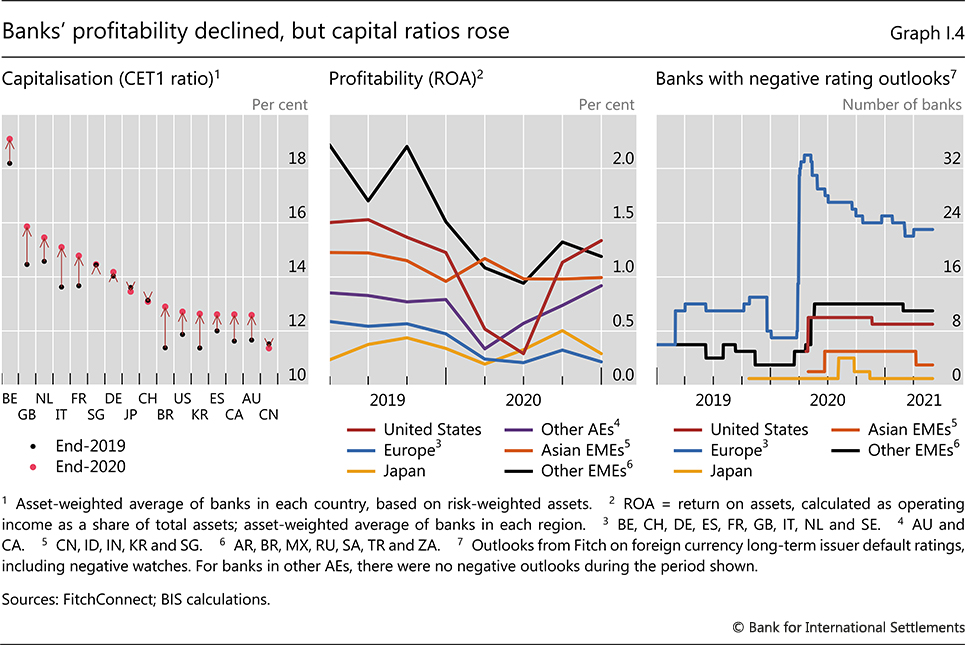 Banks’ profitability declined, but capital ratios rose
Graph I.4
Capitalisation (CET1 ratio)¹
Profitability (ROA)²
Banks with negative rating outlooks⁷
Per cent
Per cent
Number of banks
18
16
14
12
10
BE NL FR DE CH US ES AU
GB IT SG JP BR KR CA CN
End-2019
End-2020
2.0
1.5
1.0
0.5
0.0
2019 2020
United States
Europe³
Japan
Other AEs⁴
Asian EMEs⁵
Other EMEs⁶
32
24
16
8
0
2019 2020 2021
United States
Europe³
Japan
Asian EMEs⁵
Other EMEs⁶
¹ Asset-weighted average of banks in each country, based on risk-weighted assets. ² ROA = return on assets, calculated as operating
income as a share of total assets; asset-weighted average of banks in each region. ³ BE, CH, DE, ES, FR, GB, IT, NL and SE. ⁴ AU and
CA. ⁵ CN, ID, IN, KR and SG. ⁶ AR, BR, MX, RU, SA, TR and ZA. ⁷ Outlooks from Fitch on foreign currency long-term issuer default ratings,
including negative watches. For banks in other AEs, there were no negative outlooks during the period shown.
Sources: FitchConnect; BIS calculations.
© Bank for International Settlements